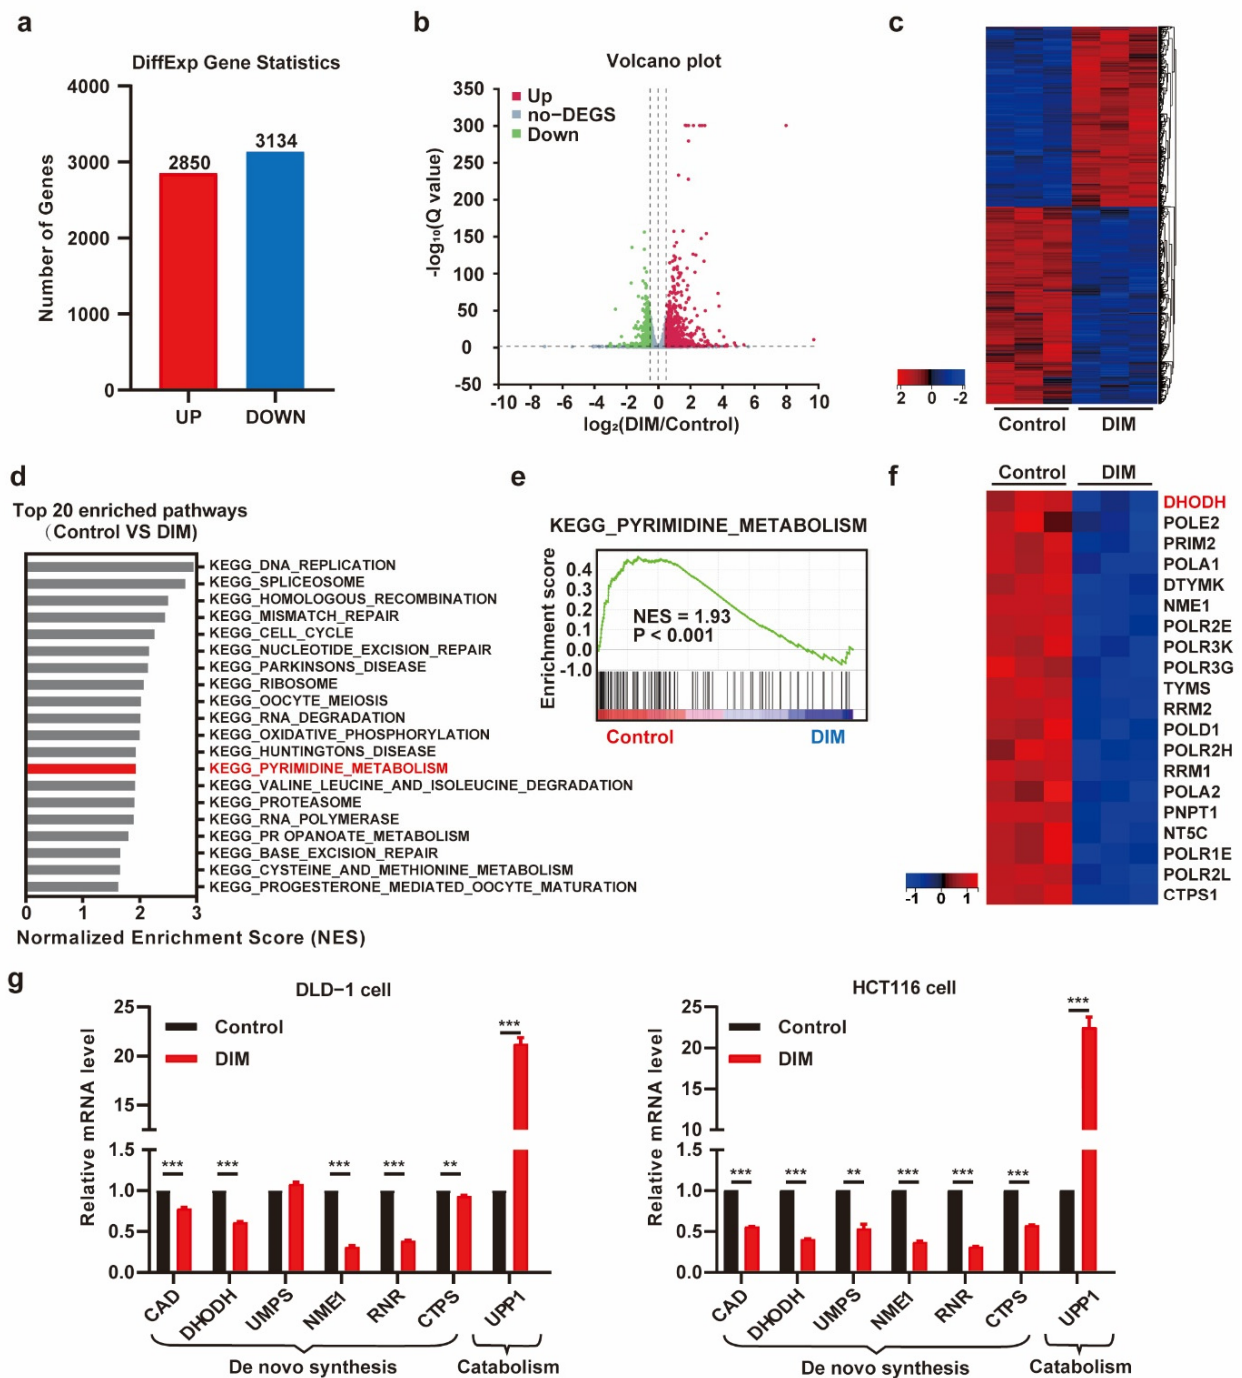 a
DiffExp Gene Statistics
Number of Genes
4000
3000
2000
1000
0
2850
3134
UP
DOWN
b
Volcano plot
Up
no-DEGS
Down
-log₁₀(Q value)
350
300
250
200
150
100
50
0
-50
-10 -8 -6 -4 -2 0 2 4 6 8 10
log₂(DIM/Control)
c
2 0 -2
Control DIM
d
Top 20 enriched pathways
(Control VS DIM)
KEGG_DNA_REPLICATION
KEGG_SPLICEOSOME
KEGG_HOMOLOGOUS_RECOMBINATION
KEGG_MISMATCH_REPAIR
KEGG_CELL_CYCLE
KEGG_NUCLEOTIDE_EXCISION_REPAIR
KEGG_PARKINSONS_DISEASE
KEGG_RIBOSOME
KEGG_OOCYTE_MEIOSIS
KEGG_RNA_DEGRADATION
KEGG_OXIDATIVE_PHOSPHORYLATION
KEGG_HUNTINGTONS_DISEASE
KEGG_PYRIMIDINE_METABOLISM
KEGG_VALINE_LEUCINE_AND_ISOLEUCINE_DEGRADATION
KEGG_PROTEASOME
KEGG_RNA_POLYMERASE
KEGG_PR OPANOATE_METABOLISM
KEGG_BASE_EXCISION_REPAIR
KEGG_CYSTEINE_AND_METHIONINE_METABOLISM
KEGG_PROGESTERONE_MEDIATED_OOCYTE_MATURATION
0 1 2 3
Normalized Enrichment Score (NES)
e
KEGG_PYRIMIDINE_METABOLISM
Enrichment score
0.4
0.3
0.2
0.1
0.0
-1.0
NES = 1.93
P < 0.001
Control DIM
f
Control DIM
DHODH
POLE2
PRIM2
POLA1
DTYMK
NME1
POLR2E
POLR3K
POLR3G
TYMS
RRM2
POLD1
POLR2H
RRM1
POLA2
PNPT1
NT5C
POLR1E
POLR2L
CTPS1
-1 0 1
g
DLD-1 cell
Relative mRNA level
25
20
15
1.5
1.0
0.5
0.0
Control
DIM
*** *** *** *** ** ***
CAD DHODH UMPS NME1 RNR CTPS UPP1
De novo synthesis Catabolism
HCT116 cell
Relative mRNA level
25
20
15
10
1.5
1.0
0.5
0.0
Control
DIM
*** *** ** *** *** *** ***
CAD DHODH UMPS NME1 RNR CTPS UPP1
De novo synthesis Catabolism